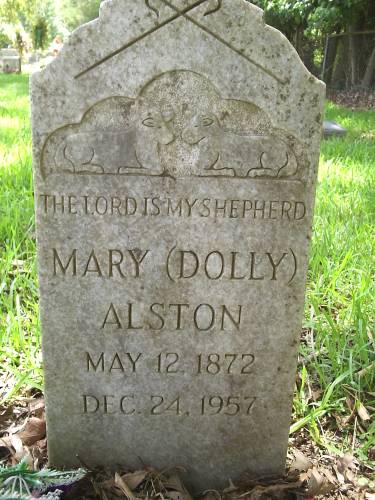 THE LORD IS MY SHEPHERD
MARY (DOLLY)
ALSTON
MAY 12, 1872
DEC. 24, 1957